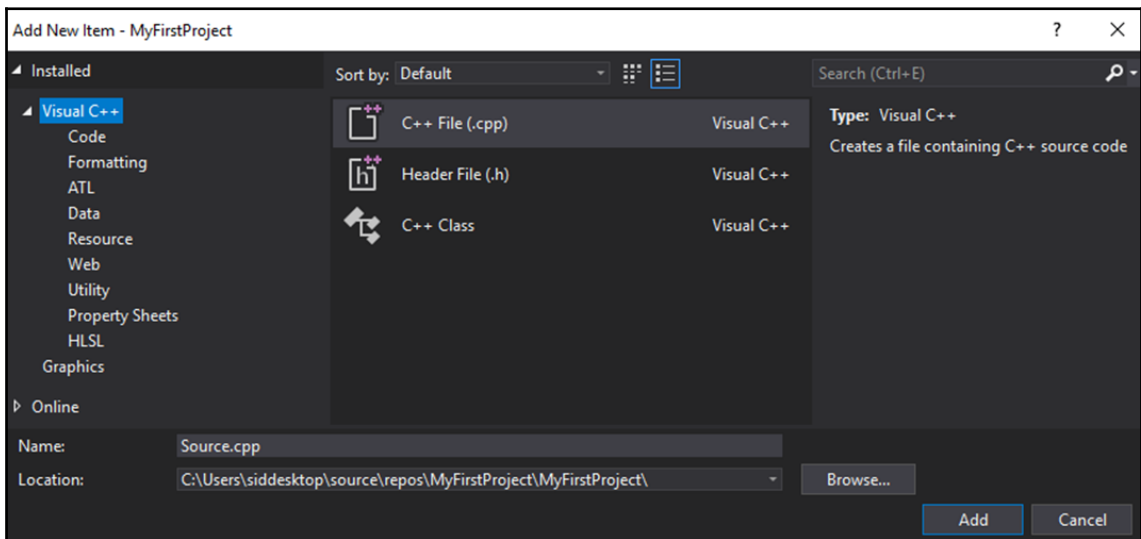 Add New Item - MyFirstProject
?
Installed
Sort by: Default
Search (Ctrl+E)
Visual C++
Code
Formatting
ATL
Data
Resource
Web
Utility
Property Sheets
HLSL
Graphics
Online
C++ File (.cpp) Visual C++
Header File (.h) Visual C++
C++ Class Visual C++
Type: Visual C++
Creates a file containing C++ source code
Name: Source.cpp
Location: C:\Users\siddesktop\source\repos\MyFirstProject\MyFirstProject\
Browse...
Add Cancel